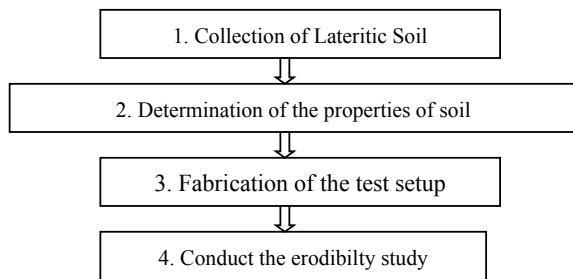 1. Collection of Lateritic Soil
2. Determination of the properties of soil
3. Fabrication of the test setup
4. Conduct the erodibilty study